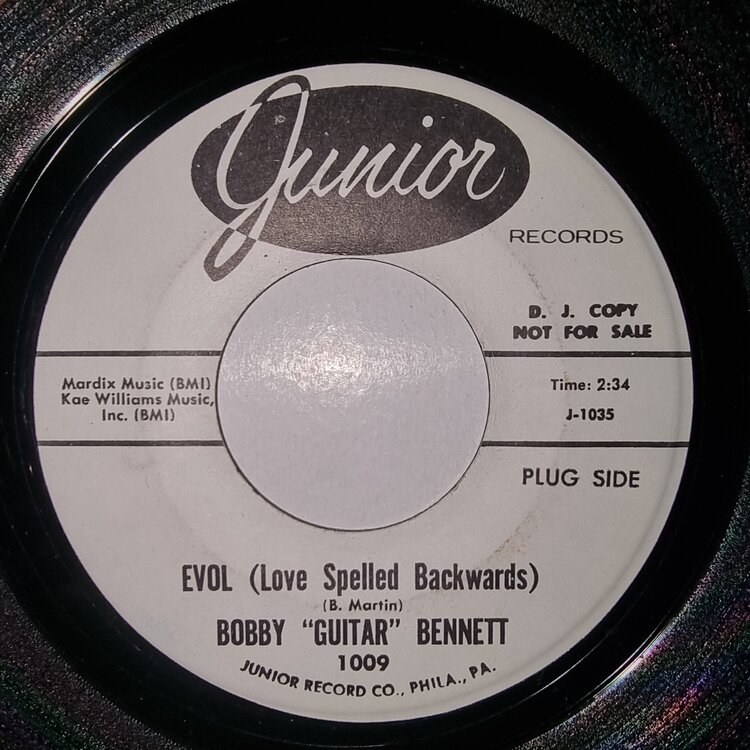 Junior
RECORDS
D. J. COPY
NOT FOR SALE
Mardix Music (BMI)
Kae Williams Music,
Inc. (BMI)
Time: 2:34
J-1035
PLUG SIDE
EVOL (Love Spelled Backwards)
(B. Martin)
BOBBY "GUITAR" BENNETT
1009
JUNIOR RECORD CO., PHILA., PA.